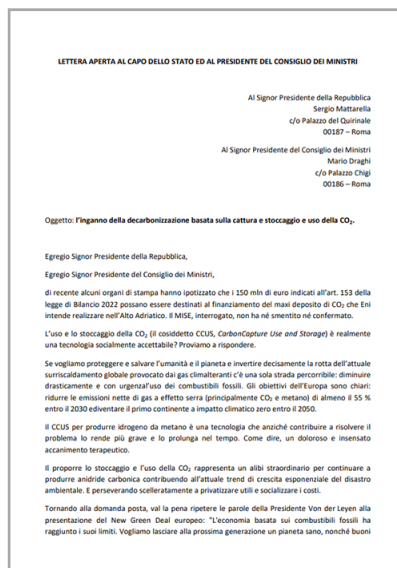 LETTERA APERTA AL CAPO DELLO STATO ED AL PRESIDENTE DEL CONSIGLIO DEI MINISTRI
Al Signor Presidente della Repubblica
Sergio Mattarella
c/o Palazzo del Quirinale
00187 – Roma
Al Signor Presidente del Consiglio dei Ministri
Mario Draghi
c/o Palazzo Chigi
00186 – Roma
Oggetto: l'inganno della decarbonizzazione basata sulla cattura e stoccaggio e uso della CO₂.
Egregio Signor Presidente della Repubblica,
Egregio Signor Presidente del Consiglio dei Ministri,
di recente alcuni organi di stampa hanno ipotizzato che i 150 mln di euro indicati all'art. 153 della
legge di Bilancio 2022 possano essere destinati al finanziamento del maxi deposito di CO₂ che Eni
intende realizzare nell'Alto Adriatico. Il MISE, interrogato, non ha né smentito né confermato.
L'uso e lo stoccaggio della CO₂ (il cosiddetto CCUS, CarbonCapture Use and Storage) è realmente
una tecnologia socialmente accettabile? Proviamo a rispondere.
Se vogliamo proteggere e salvare l'umanità e il pianeta e invertire decisamente la rotta dell'attuale
surriscaldamento globale provocato dai gas climalteranti c'è una sola strada percorribile: diminuire
drasticamente e con urgenzal'uso dei combustibili fossili. Gli obiettivi dell'Europa sono chiari:
ridurre le emissioni nette di gas a effetto serra (principalmente CO₂ e metano) di almeno il 55 %
entro il 2030 ediventare il primo continente a impatto climatico zero entro il 2050.
Il CCUS per produrre idrogeno da metano è una tecnologia che anziché contribuire a risolvere il
problema lo rende più grave e lo prolunga nel tempo. Come dire, un doloroso e insensato
accanimento terapeutico.
Il proporre lo stoccaggio e l'uso della CO₂ rappresenta un alibi straordinario per continuare a
produrre anidride carbonica contribuendo all'attuale trend di crescita esponenziale del disastro
ambientale. E perseverando scelleratamente a privatizzare utili e socializzare i costi.
Tornando alla domanda posta, val la pena ripetere le parole della Presidente Von der Leyen alla
presentazione del New Green Deal europeo: "L'economia basata sui combustibili fossili ha
raggiunto i suoi limiti. Vogliamo lasciare alla prossima generazione un pianeta sano, nonché buoni